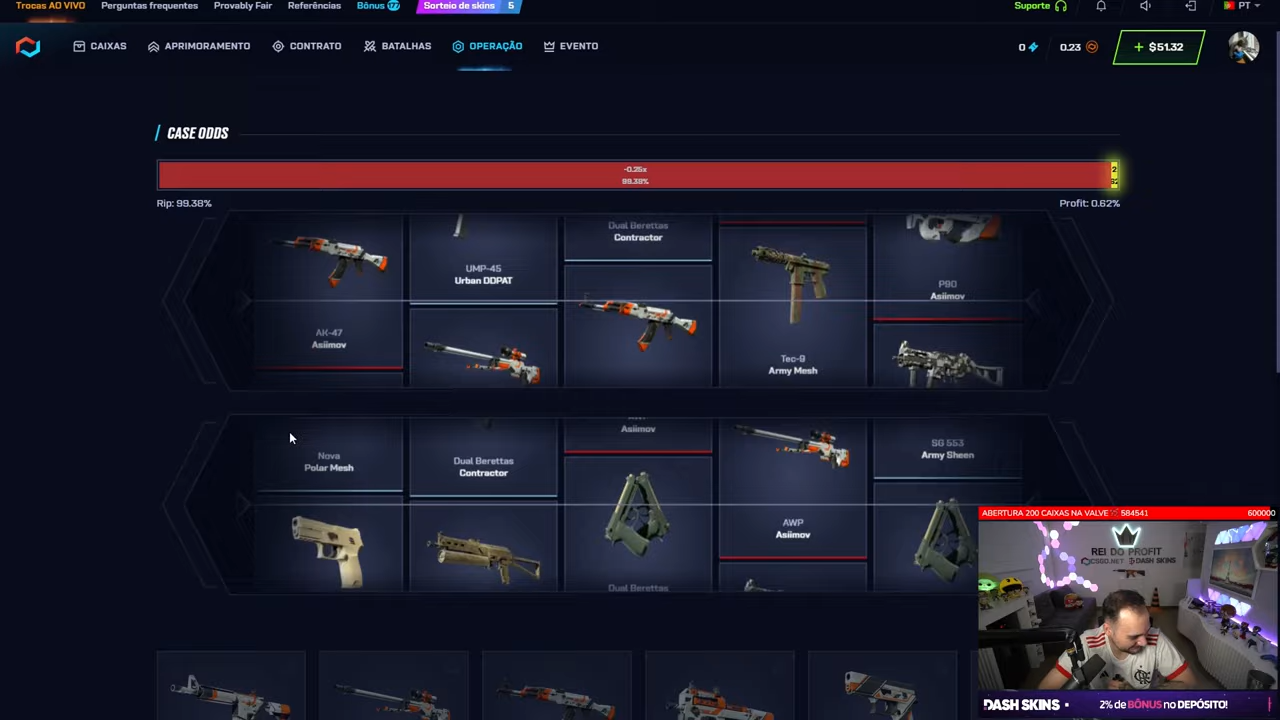 Trocas AO VIVO Perguntas frequentes Provably Fair Referências Bônus Sorteio de skins 5 Suporte PT
CAIXAS APRIMORAMENTO CONTRATO BATALHAS OPERAÇÃO EVENTO 0 0.23 + $51.32
CASE ODDS
-0.25x
99.38%
Rip: 99.38% Profit: 0.62%
Dual Berettas
Contractor
UMP-45
Urban DDPAT
P90
Asiimov
AK-47
Asiimov
Tec-9
Army Mesh
Asiimov
Nova
Polar Mesh
Dual Berettas
Contractor
SG 553
Army Sheen
AWP
Asiimov
Dual Berettas
ABERTURA 200 CAIXAS NA VALVE 584541 600000
REI DO PROFIT
CSGO.NET DASH SKINS
DASH SKINS • 2% de BÔNUS no DEPÓSITO!